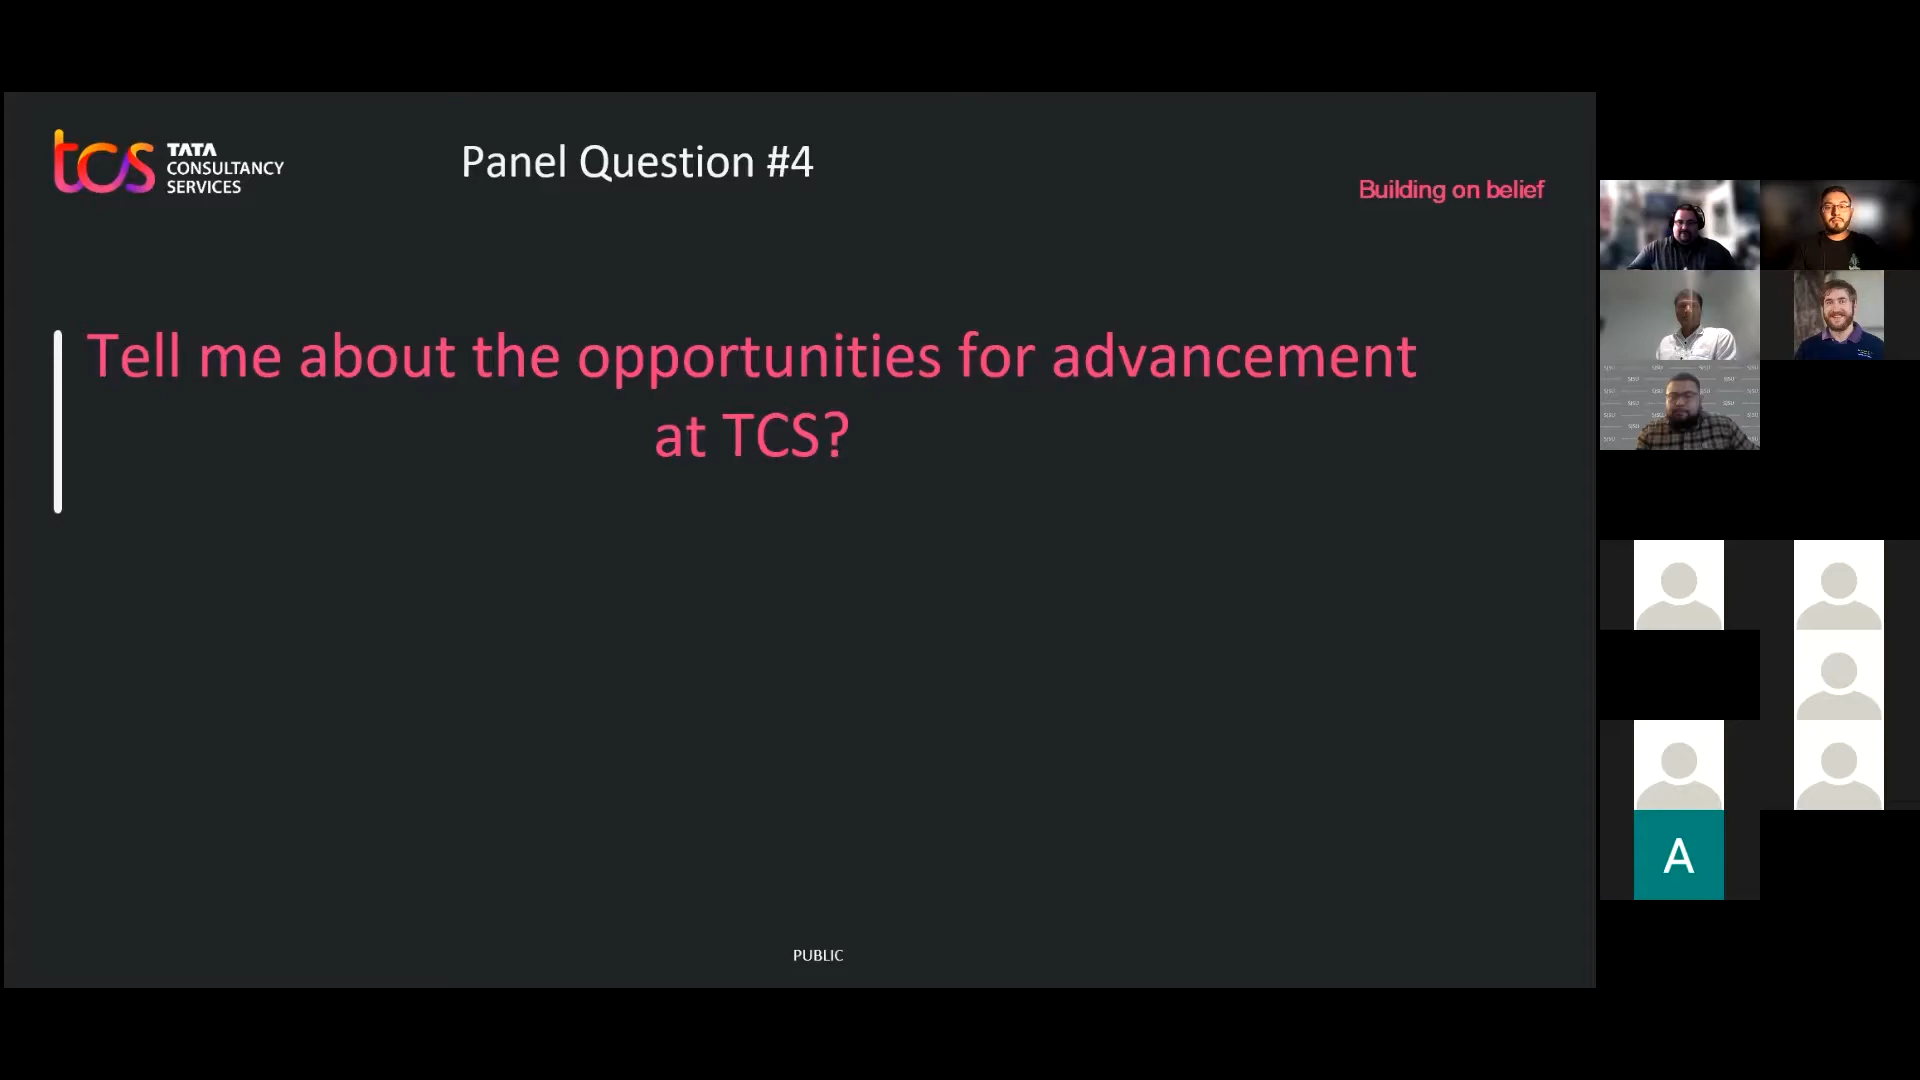 tcs
TATA
CONSULTANCY
SERVICES
Panel Question #4
Building on belief
Tell me about the opportunities for advancement
at TCS?
PUBLIC
A